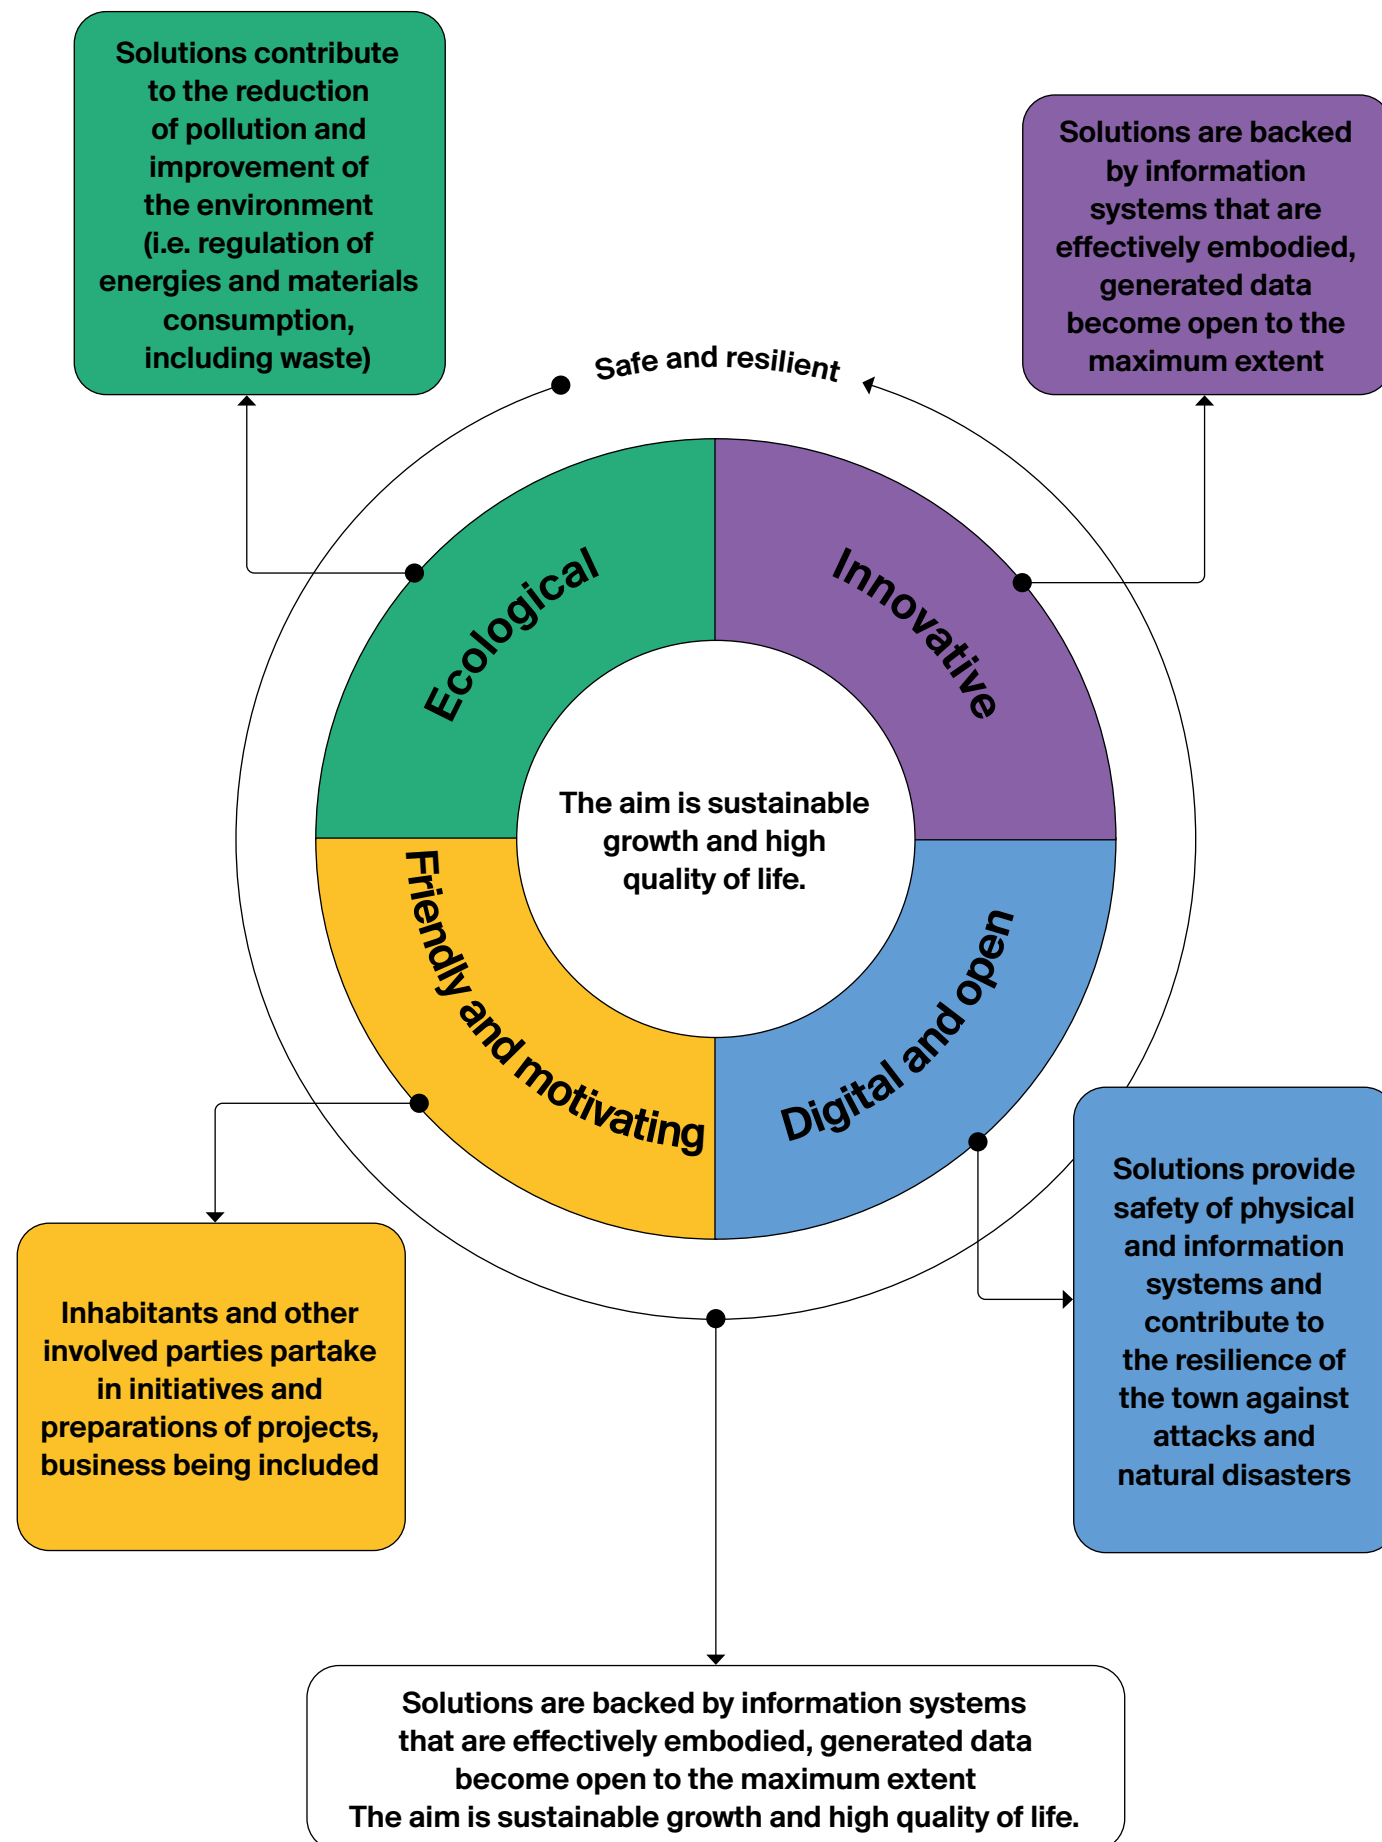 Solutions contribute
to the reduction
of pollution and
improvement of
the environment
(i.e. regulation of
energies and materials
consumption,
including waste)
Solutions are backed
by information
systems that are
effectively embodied,
generated data
become open to the
maximum extent
Safe and resilient
Ecological
Innovative
The aim is sustainable
growth and high
quality of life.
Friendly and motivating
Digital and open
Inhabitants and other
involved parties partake
in initiatives and
preparations of projects,
business being included
Solutions provide
safety of physical
and information
systems and
contribute to
the resilience of
the town against
attacks and
natural disasters
Solutions are backed by information systems
that are effectively embodied, generated data
become open to the maximum extent
The aim is sustainable growth and high quality of life.